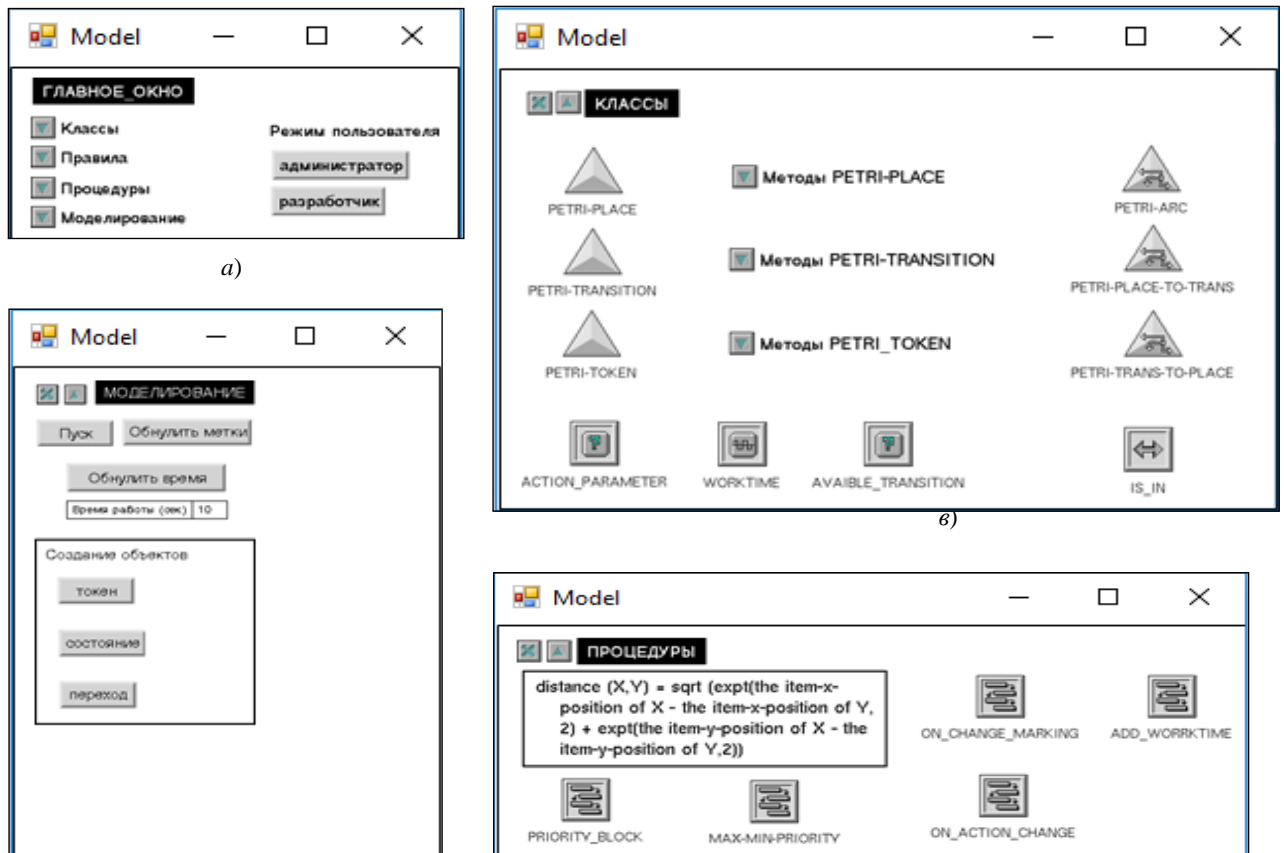 Model
ГЛАВНОЕ_ОКНО
Классы
Правила
Процедуры
Моделирование
Режим пользователя
администратор
разработчик
а)
Model
КЛАССЫ
PETRI-PLACE
Методы PETRI-PLACE
PETRI-ARC
PETRI-TRANSITION
Методы PETRI-TRANSITION
PETRI-PLACE-TO-TRANS
PETRI-TOKEN
Методы PETRI_TOKEN
PETRI-TRANS-TO-PLACE
ACTION_PARAMETER
WORKTIME
AVAIBLE_TRANSITION
IS_IN
в)
Model
МОДЕЛИРОВАНИЕ
Пуск
Обнулить метки
Обнулить время
Время работы (сек) 10
Создание объектов
токен
состояние
переход
Model
ПРОЦЕДУРЫ
distance (X,Y) = sqrt (expt(the item-x-
position of X - the item-x-position of Y,
2) + expt(the item-y-position of X - the
item-y-position of Y,2))
ON_CHANGE_MARKING
ADD_WORRKTIME
PRIORITY_BLOCK
MAX-MIN-PRIORITY
ON_ACTION_CHANGE